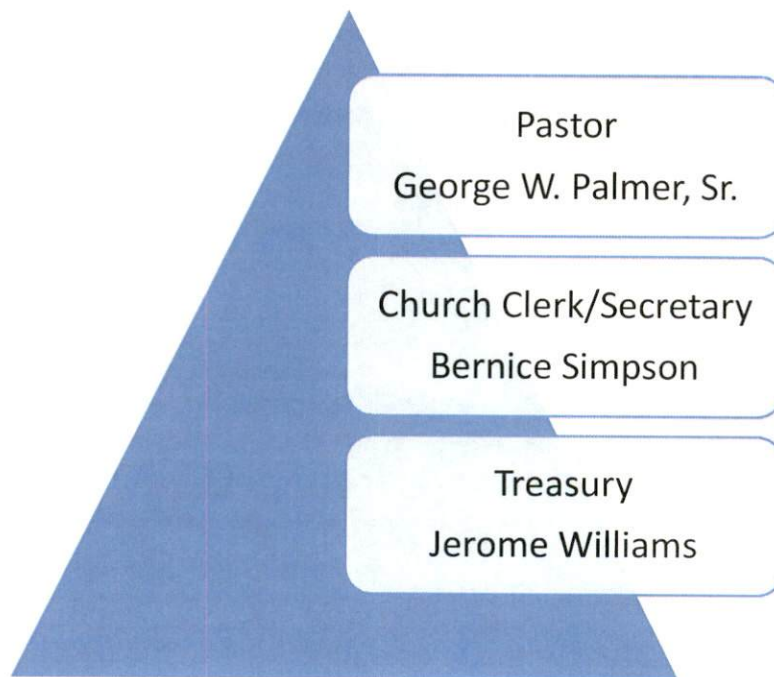 Pastor
George W. Palmer, Sr.
Church Clerk/Secretary
Bernice Simpson
Treasury
Jerome Williams